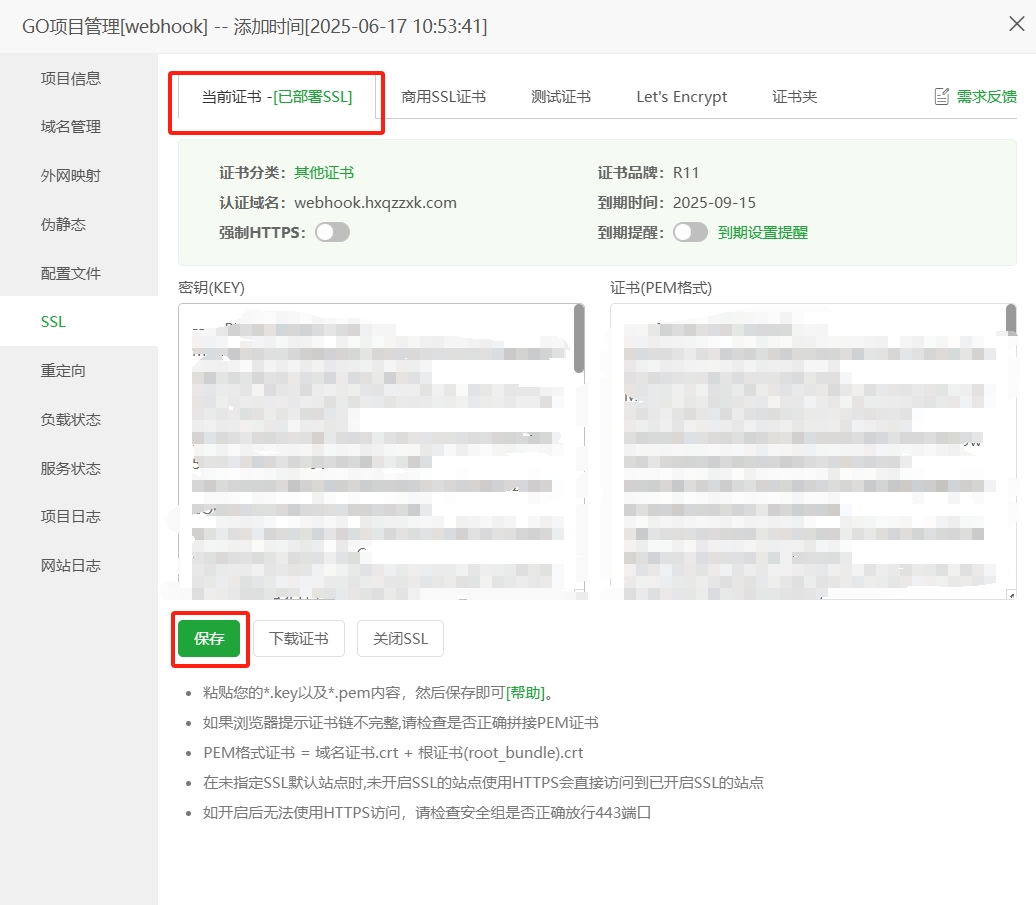 GO项目管理[webhook] -- 添加时间[2025-06-17 10:53:41]
项目信息
域名管理
外网映射
伪静态
配置文件
SSL
重定向
负载状态
服务状态
项目日志
网站日志
当前证书 -[已部署SSL] 商用SSL证书 测试证书 Let's Encrypt 证书夹 需求反馈
证书分类： 其他证书 证书品牌： R11
认证域名： webhook.hxqzzxk.com 到期时间： 2025-09-15
强制HTTPS： 到期提醒： 到期设置提醒
密钥(KEY) 证书(PEM格式)
保存 下载证书 关闭SSL
粘贴您的*.key以及*.pem内容，然后保存即可[帮助]。
如果浏览器提示证书链不完整,请检查是否正确拼接PEM证书
PEM格式证书 = 域名证书.crt + 根证书(root_bundle).crt
在未指定SSL默认站点时,未开启SSL的站点使用HTTPS会直接访问到已开启SSL的站点
如开启后无法使用HTTPS访问，请检查安全组是否正确放行443端口